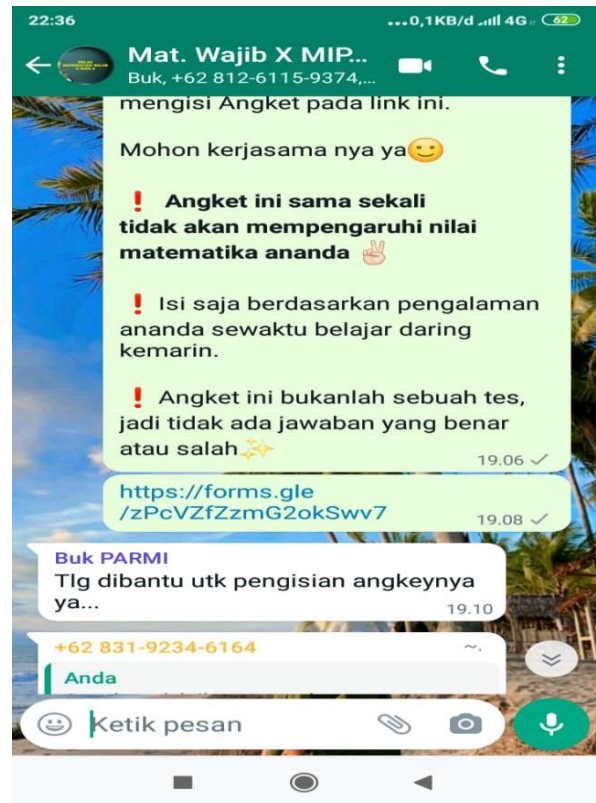 22:36
...0,1KB/d 4G 62
Mat. Wajib X MIP...
Buk, +62 812-6115-9374,...
mengisi Angket pada link ini.
Mohon kerjasama nya ya🙂
❗ Angket ini sama sekali
tidak akan mempengaruhi nilai
matematika ananda ✌🏻
❗ Isi saja berdasarkan pengalaman
ananda sewaktu belajar daring
kemarin.
❗ Angket ini bukanlah sebuah tes,
jadi tidak ada jawaban yang benar
atau salah✨
19.06
https://forms.gle
/zPcVZfZzmG2okSwv7
19.08
Buk PARMI
Tlg dibantu utk pengisian angkeynya
ya...
19.10
+62 831-9234-6164 ~.
Anda
Ketik pesan